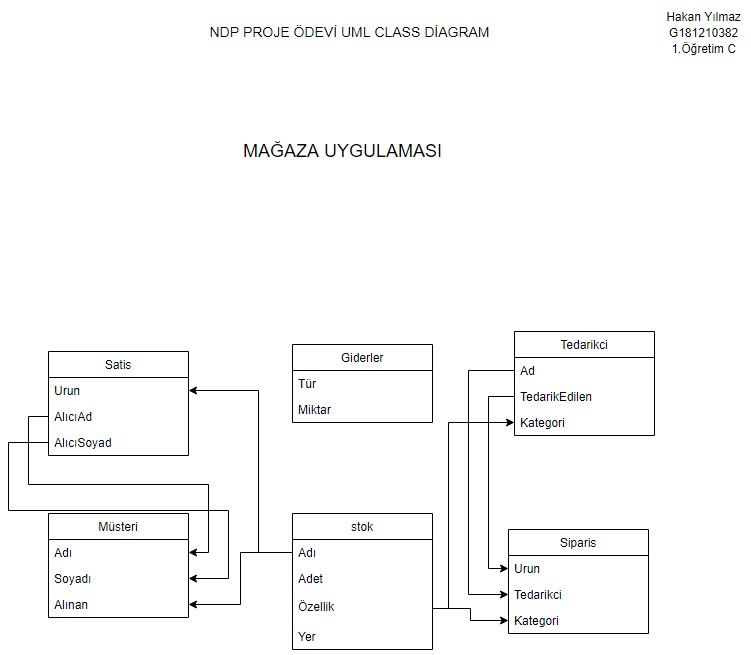 Hakan Yılmaz
G181210382
1.Öğretim C
NDP PROJE ÖDEVİ UML CLASS DİAGRAM
MAĞAZA UYGULAMASI
Satis
Urun
AlıcıAd
AlıcıSoyad
Giderler
Tür
Miktar
Tedarikci
Ad
TedarikEdilen
Kategori
Müsteri
Adı
Soyadı
Alınan
stok
Adı
Adet
Özellik
Yer
Siparis
Urun
Tedarikci
Kategori